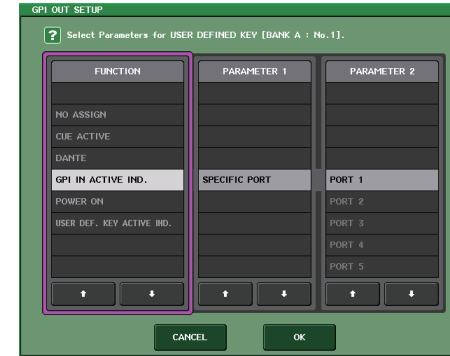 GPI OUT SETUP
? Select Parameters for USER DEFINED KEY [BANK A : No.1].
FUNCTION
NO ASSIGN
CUE ACTIVE
DANTE
GPI IN ACTIVE IND.
POWER ON
USER DEF. KEY ACTIVE IND.
PARAMETER 1
SPECIFIC PORT
PARAMETER 2
PORT 1
PORT 2
PORT 3
PORT 4
PORT 5
CANCEL
OK